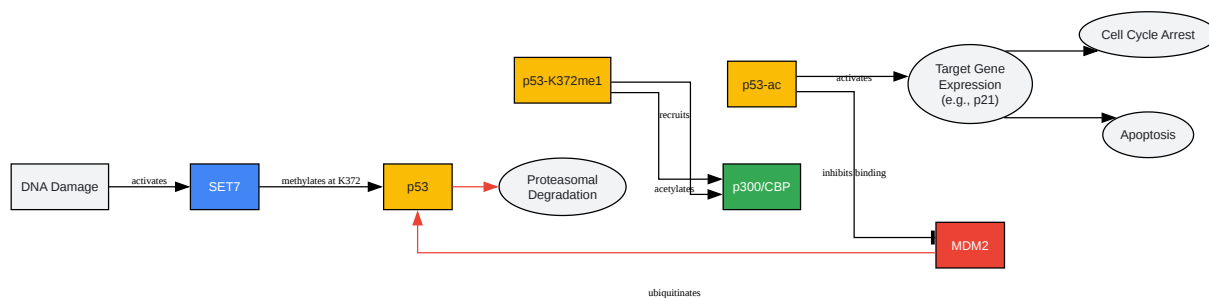 Cell Cycle Arrest
p53-K372me1
p53-ac
activates
Target Gene
Expression
(e.g., p21)
recruits
Apoptosis
DNA Damage
activates
SET7
methylates at K372
p53
Proteasomal
Degradation
acetylates
p300/CBP
inhibits binding
MDM2
ubiquitinates